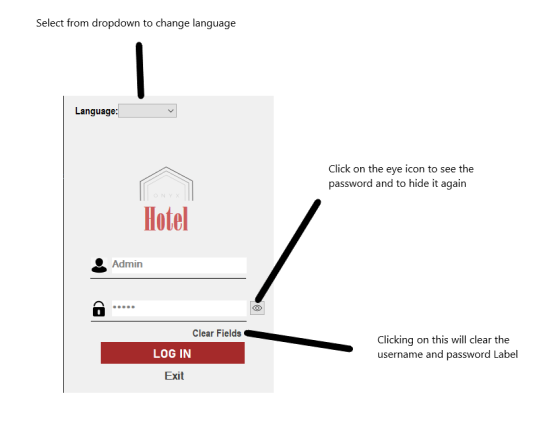 Select from dropdown to change language
Language:
Click on the eye icon to see the
password and to hide it again
ONYX
Hotel
Admin
*****
Clear Fields
Clicking on this will clear the
username and password Label
LOG IN
Exit